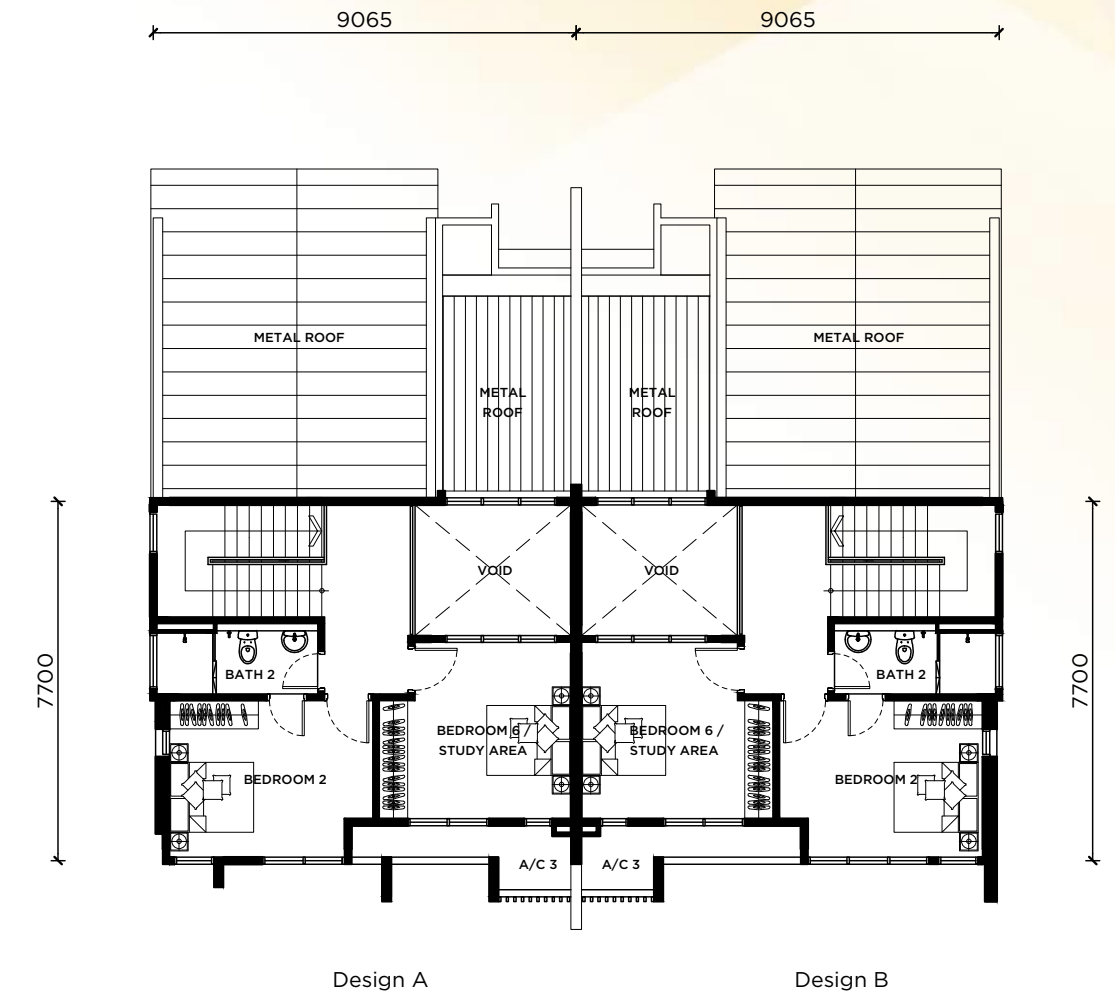 9065
9065
METAL ROOF
METAL ROOF
METAL
ROOF
METAL
ROOF
VOID
VOID
7700
7700
BATH 2
BATH 2
BEDROOM 6 /
STUDY AREA
BEDROOM 6 /
STUDY AREA
BEDROOM 2
BEDROOM 2
A/C 3
A/C 3
Design A
Design B